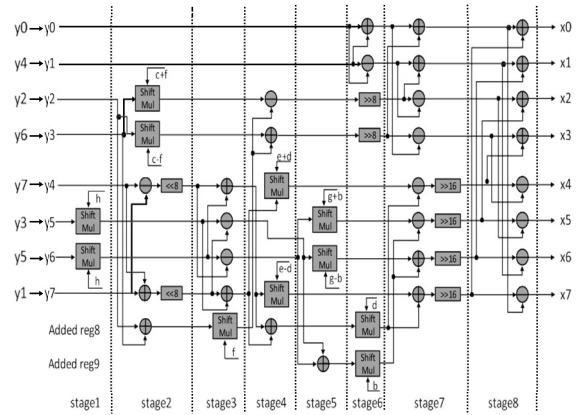 y0 → y0 x0
y4 → y1 x1
c+f
y2 → y2 Shift Mul − >>8 x2
y6 → y3 Shift Mul + >>8 x3
c-f
e+d
y7 → y4 <<8 Shift Mul >>16 x4
h g+b
y3 → y5 Shift Mul Shift Mul >>16 x5
y5 → y6 Shift Mul Shift Mul >>16 x6
h e-d g-b
y1 → y7 <<8 Shift Mul >>16 x7
d
Added reg8 Shift Mul Shift Mul
f
Added reg9 Shift Mul
b
stage1 stage2 stage3 stage4 stage5 stage6 stage7 stage8